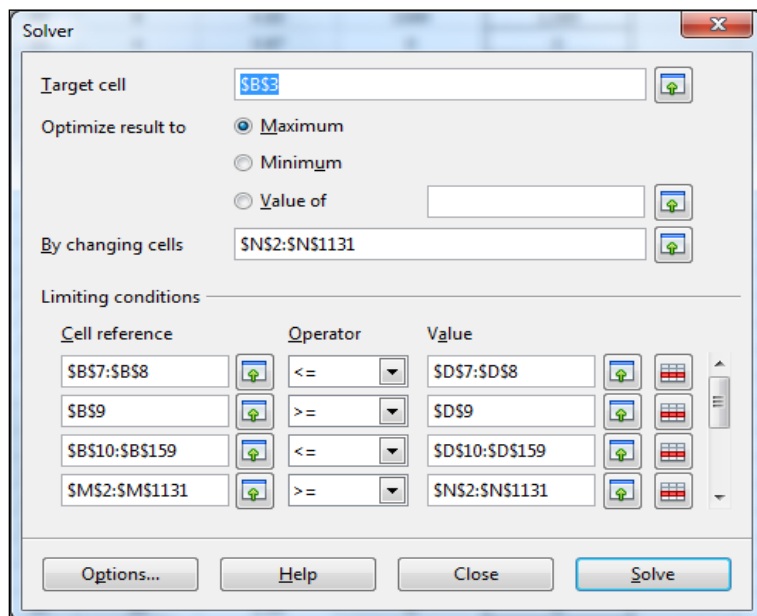 Solver
Target cell $B$3
Optimize result to Maximum
Minimum
Value of
By changing cells $N$2:$N$1131
Limiting conditions
Cell reference Operator Value
$B$7:$B$8 <= $D$7:$D$8
$B$9 >= $D$9
$B$10:$B$159 <= $D$10:$D$159
$M$2:$M$1131 >= $N$2:$N$1131
Options... Help Close Solve